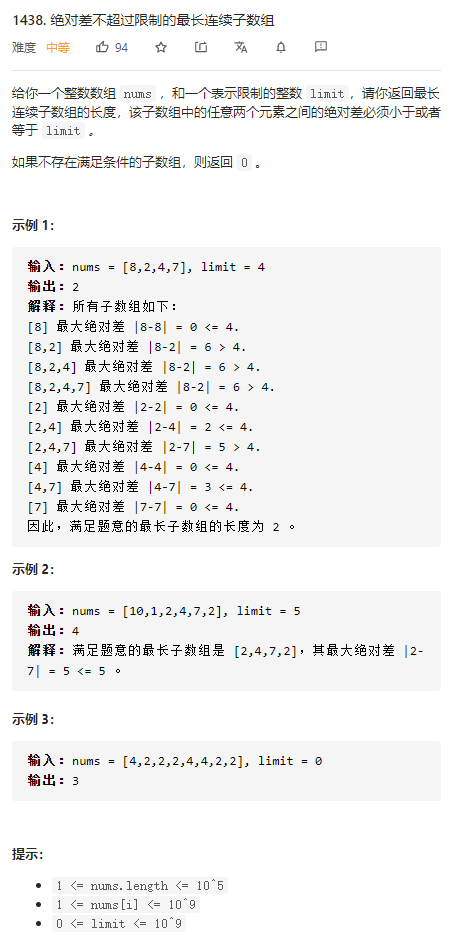 1438. 绝对差不超过限制的最长连续子数组
难度 中等 94
给你一个整数数组 nums ，和一个表示限制的整数 limit，请你返回最长
连续子数组的长度，该子数组中的任意两个元素之间的绝对差必须小于或者
等于 limit 。
如果不存在满足条件的子数组，则返回 0 。
示例 1：
输入：nums = [8,2,4,7], limit = 4
输出：2
解释：所有子数组如下：
[8] 最大绝对差 |8-8| = 0 <= 4.
[8,2] 最大绝对差 |8-2| = 6 > 4.
[8,2,4] 最大绝对差 |8-2| = 6 > 4.
[8,2,4,7] 最大绝对差 |8-2| = 6 > 4.
[2] 最大绝对差 |2-2| = 0 <= 4.
[2,4] 最大绝对差 |2-4| = 2 <= 4.
[2,4,7] 最大绝对差 |2-7| = 5 > 4.
[4] 最大绝对差 |4-4| = 0 <= 4.
[4,7] 最大绝对差 |4-7| = 3 <= 4.
[7] 最大绝对差 |7-7| = 0 <= 4.
因此，满足题意的最长子数组的长度为 2 。
示例 2：
输入：nums = [10,1,2,4,7,2], limit = 5
输出：4
解释：满足题意的最长子数组是 [2,4,7,2]，其最大绝对差 |2-
7| = 5 <= 5 。
示例 3：
输入：nums = [4,2,2,2,4,4,2,2], limit = 0
输出：3
提示：
• 1 <= nums.length <= 10^5
• 1 <= nums[i] <= 10^9
• 0 <= limit <= 10^9